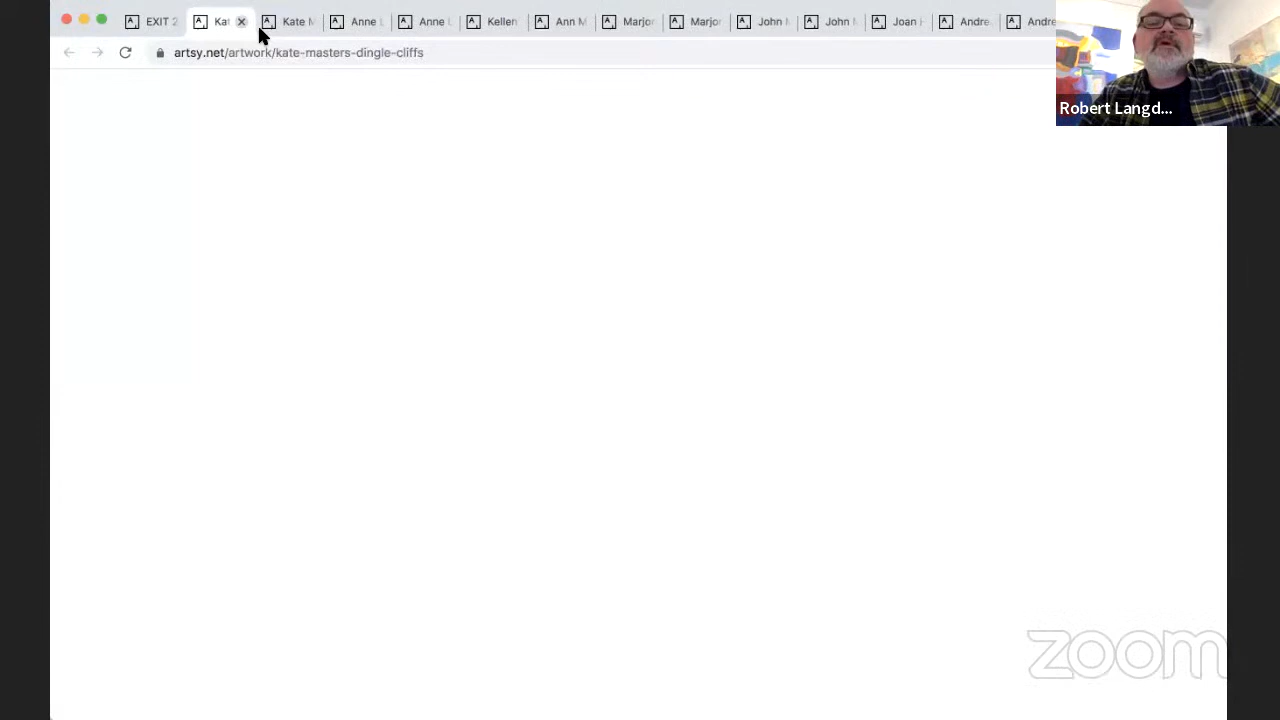 EXIT 2
Kat
Kate M
Anne L
Anne L
Kellen
Ann M
Marjo
Marjor
John M
John M
Joan
Andre
Andre
artsy.net/artwork/kate-masters-dingle-cliffs
Robert Langd...
zoom